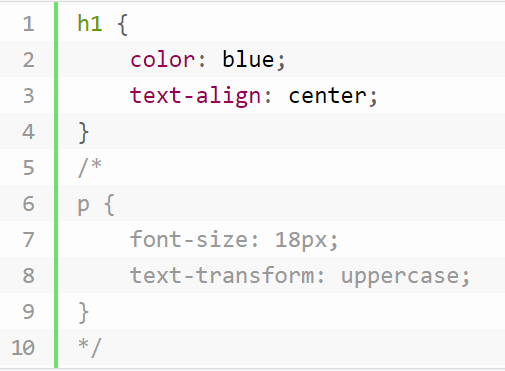 1 h1 {
2     color: blue;
3     text-align: center;
4 }
5 /*
6 p {
7     font-size: 18px;
8     text-transform: uppercase;
9 }
10 */